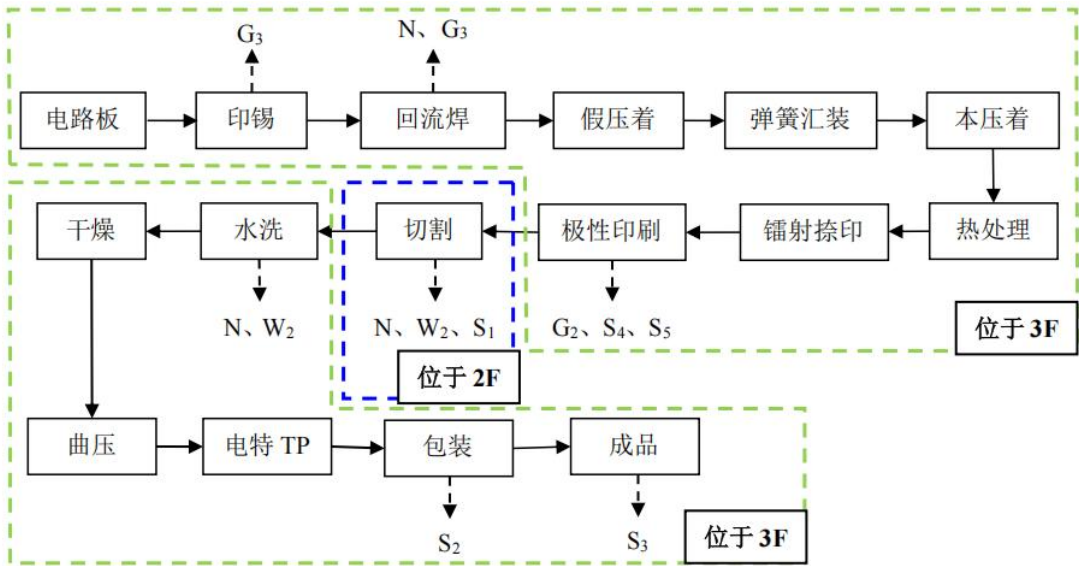 G₃ N、G₃
电路板 印锡 回流焊 假压着 弹簧汇装 本压着
干燥 水洗 切割 极性印刷 镭射捺印 热处理
N、W₂ N、W₂、S₁ G₂、S₄、S₅ 位于 3F
位于 2F
曲压 电特 TP 包装 成品
S₂ S₃ 位于 3F